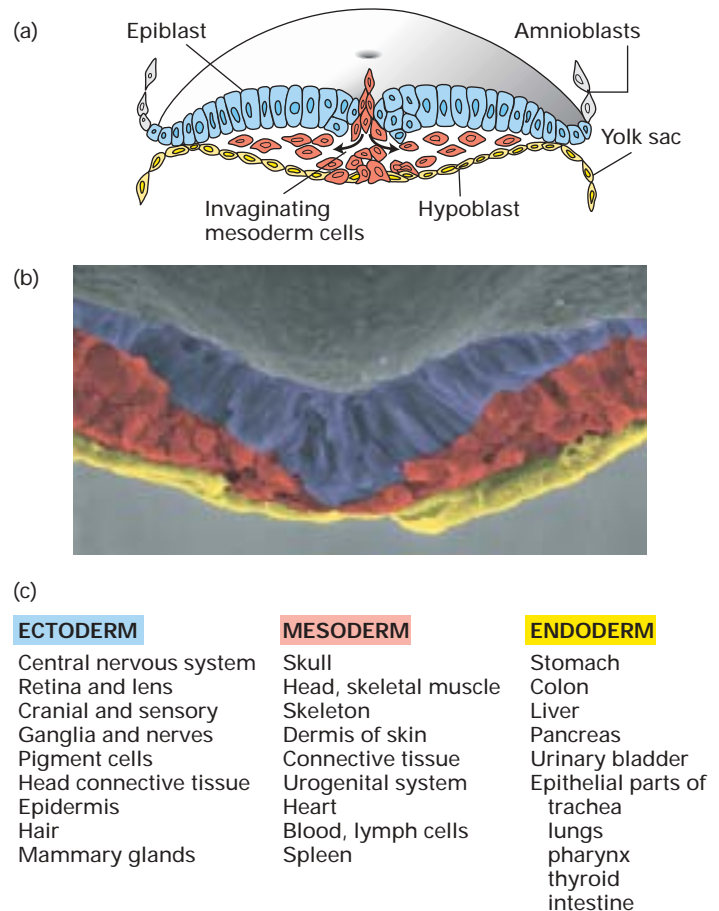 (a)
Epiblast
Amnioblasts
Yolk sac
Invaginating
mesoderm cells
Hypoblast
(b)
(c)
ECTODERM
Central nervous system
Retina and lens
Cranial and sensory
Ganglia and nerves
Pigment cells
Head connective tissue
Epidermis
Hair
Mammary glands
MESODERM
Skull
Head, skeletal muscle
Skeleton
Dermis of skin
Connective tissue
Urogenital system
Heart
Blood, lymph cells
Spleen
ENDODERM
Stomach
Colon
Liver
Pancreas
Urinary bladder
Epithelial parts of
trachea
lungs
pharynx
thyroid
intestine